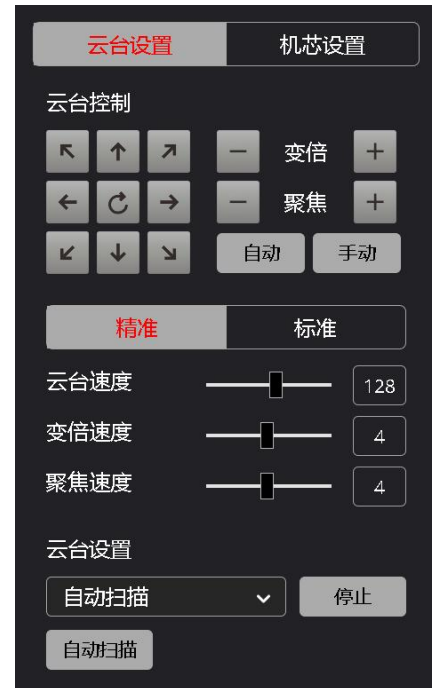 云台设置 机芯设置
云台控制
变倍
聚焦
自动 手动
精准 标准
云台速度 128
变倍速度 4
聚焦速度 4
云台设置
自动扫描 停止
自动扫描